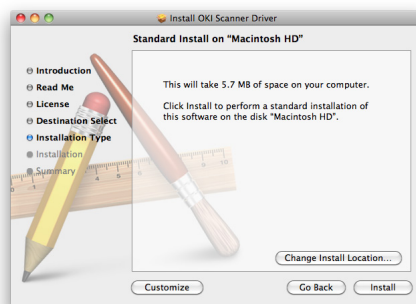 Install OKI Scanner Driver
Standard Install on "Macintosh HD"
Introduction
Read Me
License
Destination Select
Installation Type
Installation
Summary
This will take 5.7 MB of space on your computer.
Click Install to perform a standard installation of
this software on the disk "Macintosh HD".
Change Install Location...
Customize
Go Back
Install